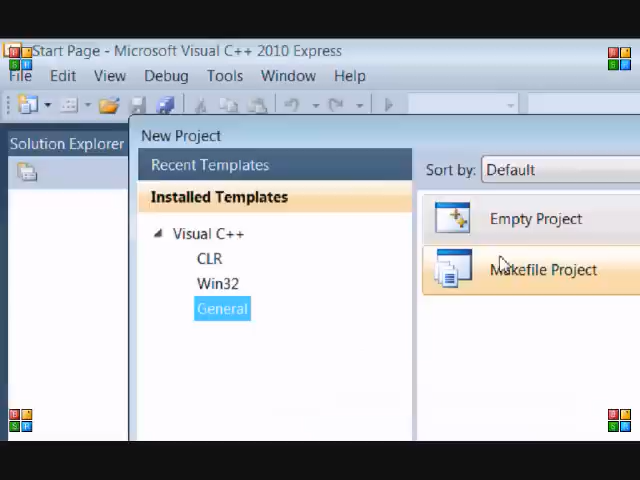 Start Page - Microsoft Visual C++ 2010 Express
File Edit View Debug Tools Window Help
Solution Explorer
New Project
Recent Templates
Installed Templates
Visual C++
CLR
Win32
General
Sort by: Default
Empty Project
Makefile Project